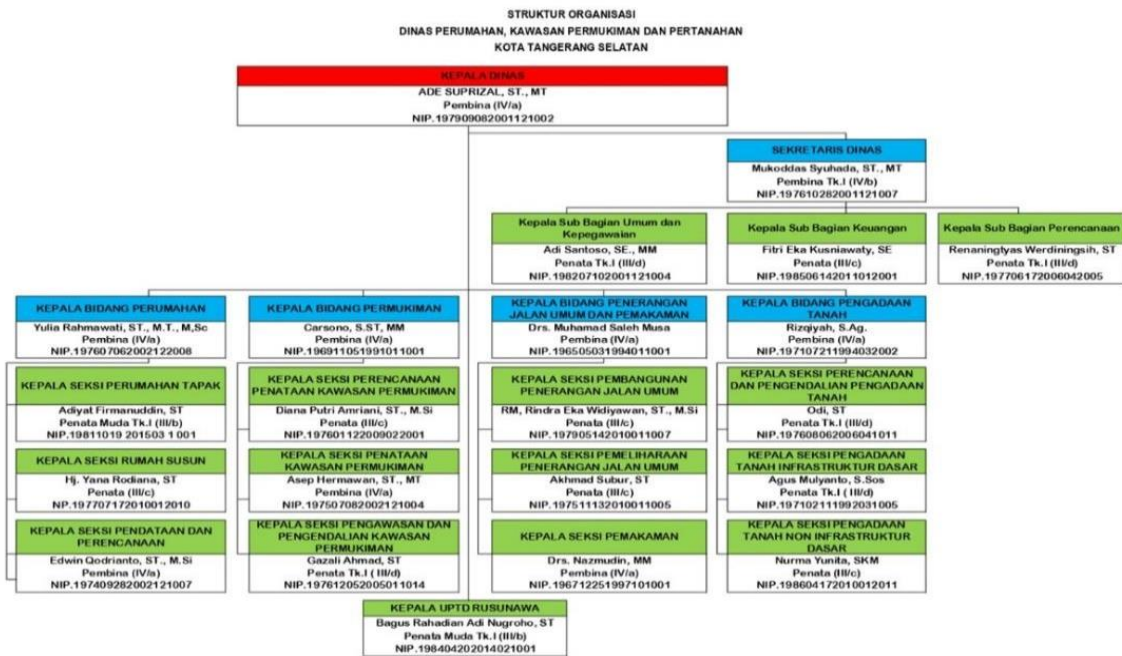 STRUKTUR ORGANISASI
DINAS PERUMAHAN, KAWASAN PERMUKIMAN DAN PERTANAHAN
KOTA TANGERANG SELATAN
KEPALA DINAS
ADE SUPRIZAL, ST., MT
Pembina (IV/a)
NIP.197909082001121002
SEKRETARIS DINAS
Mukoddas Syuhada, ST., MT
Pembina Tk.I (IV/b)
NIP.197610282001121007
Kepala Sub Bagian Umum dan
Kepegawaian
Adi Santoso, SE., MM
Penata Tk.I (III/d)
NIP.198207102001121004
Kepala Sub Bagian Keuangan
Fitri Eka Kusniawaty, SE
Penata (III/c)
NIP.198506142011012001
Kepala Sub Bagian Perencanaan
Renaningtyas Werdiningsih, ST
Penata Tk.I (III/d)
NIP.197706172006042005
KEPALA BIDANG PERUMAHAN
Yulia Rahmawati, ST., M.T., M,Sc
Pembina (IV/a)
NIP.197607062002122008
KEPALA SEKSI PERUMAHAN TAPAK
Adiyat Firmanuddin, ST
Penata Muda Tk.I (III/b)
NIP.19811019 201503 1 001
KEPALA SEKSI RUMAH SUSUN
Hj. Yana Rodiana, ST
Penata (III/c)
NIP.197707172010012010
KEPALA SEKSI PENDATAAN DAN
PERENCANAAN
Edwin Qodrianto, ST., M.Si
Pembina (IV/a)
NIP.197409282002121007
KEPALA BIDANG PERMUKIMAN
Carsono, S.ST, MM
Pembina (IV/a)
NIP.196911051991011001
KEPALA SEKSI PERENCANAAN
PENATAAN KAWASAN PERMUKIMAN
Diana Putri Amriani, ST., M.Si
Penata (III/c)
NIP.197601122009022001
KEPALA SEKSI PENATAAN
KAWASAN PERMUKIMAN
Asep Hermawan, ST., MT
Pembina (IV/a)
NIP.197507082002121004
KEPALA SEKSI PENGAWASAN DAN
PENGENDALIAN KAWASAN
PERMUKIMAN
Gazali Ahmad, ST
Penata Tk.I ( III/d)
NIP.197612052005011014
KEPALA BIDANG PENERANGAN
JALAN UMUM DAN PEMAKAMAN
Drs. Muhamad Saleh Musa
Pembina (IV/a)
NIP.196505031994011001
KEPALA SEKSI PEMBANGUNAN
PENERANGAN JALAN UMUM
RM, Rindra Eka Widiyawan, ST., M.Si
Penata (III/c)
NIP.197905142010011007
KEPALA SEKSI PEMELIHARAAN
PENERANGAN JALAN UMUM
Akhmad Subur, ST
Penata (III/c)
NIP.197511132010011005
KEPALA SEKSI PEMAKAMAN
Drs. Nazmudin, MM
Pembina (IV/a)
NIP.196712251997101001
KEPALA BIDANG PENGADAAN
TANAH
Rizqiyah, S.Ag.
Pembina (IV/a)
NIP.197107211994032002
KEPALA SEKSI PERENCANAAN
DAN PENGENDALIAN PENGADAAN
TANAH
Odi, ST
Penata Tk.I (III/d)
NIP.197608062006041011
KEPALA SEKSI PENGADAAN
TANAH INFRASTRUKTUR DASAR
Agus Mulyanto, S.Sos
Penata Tk.I ( III/d)
NIP.197102111992031005
KEPALA SEKSI PENGADAAN
TANAH NON INFRASTRUKTUR
DASAR
Nurma Yunita, SKM
Penata (III/c)
NIP.198604172010012011
KEPALA UPTD RUSUNAWA
Bagus Rahadian Adi Nugroho, ST
Penata Muda Tk.I (III/b)
NIP.198404202014021001